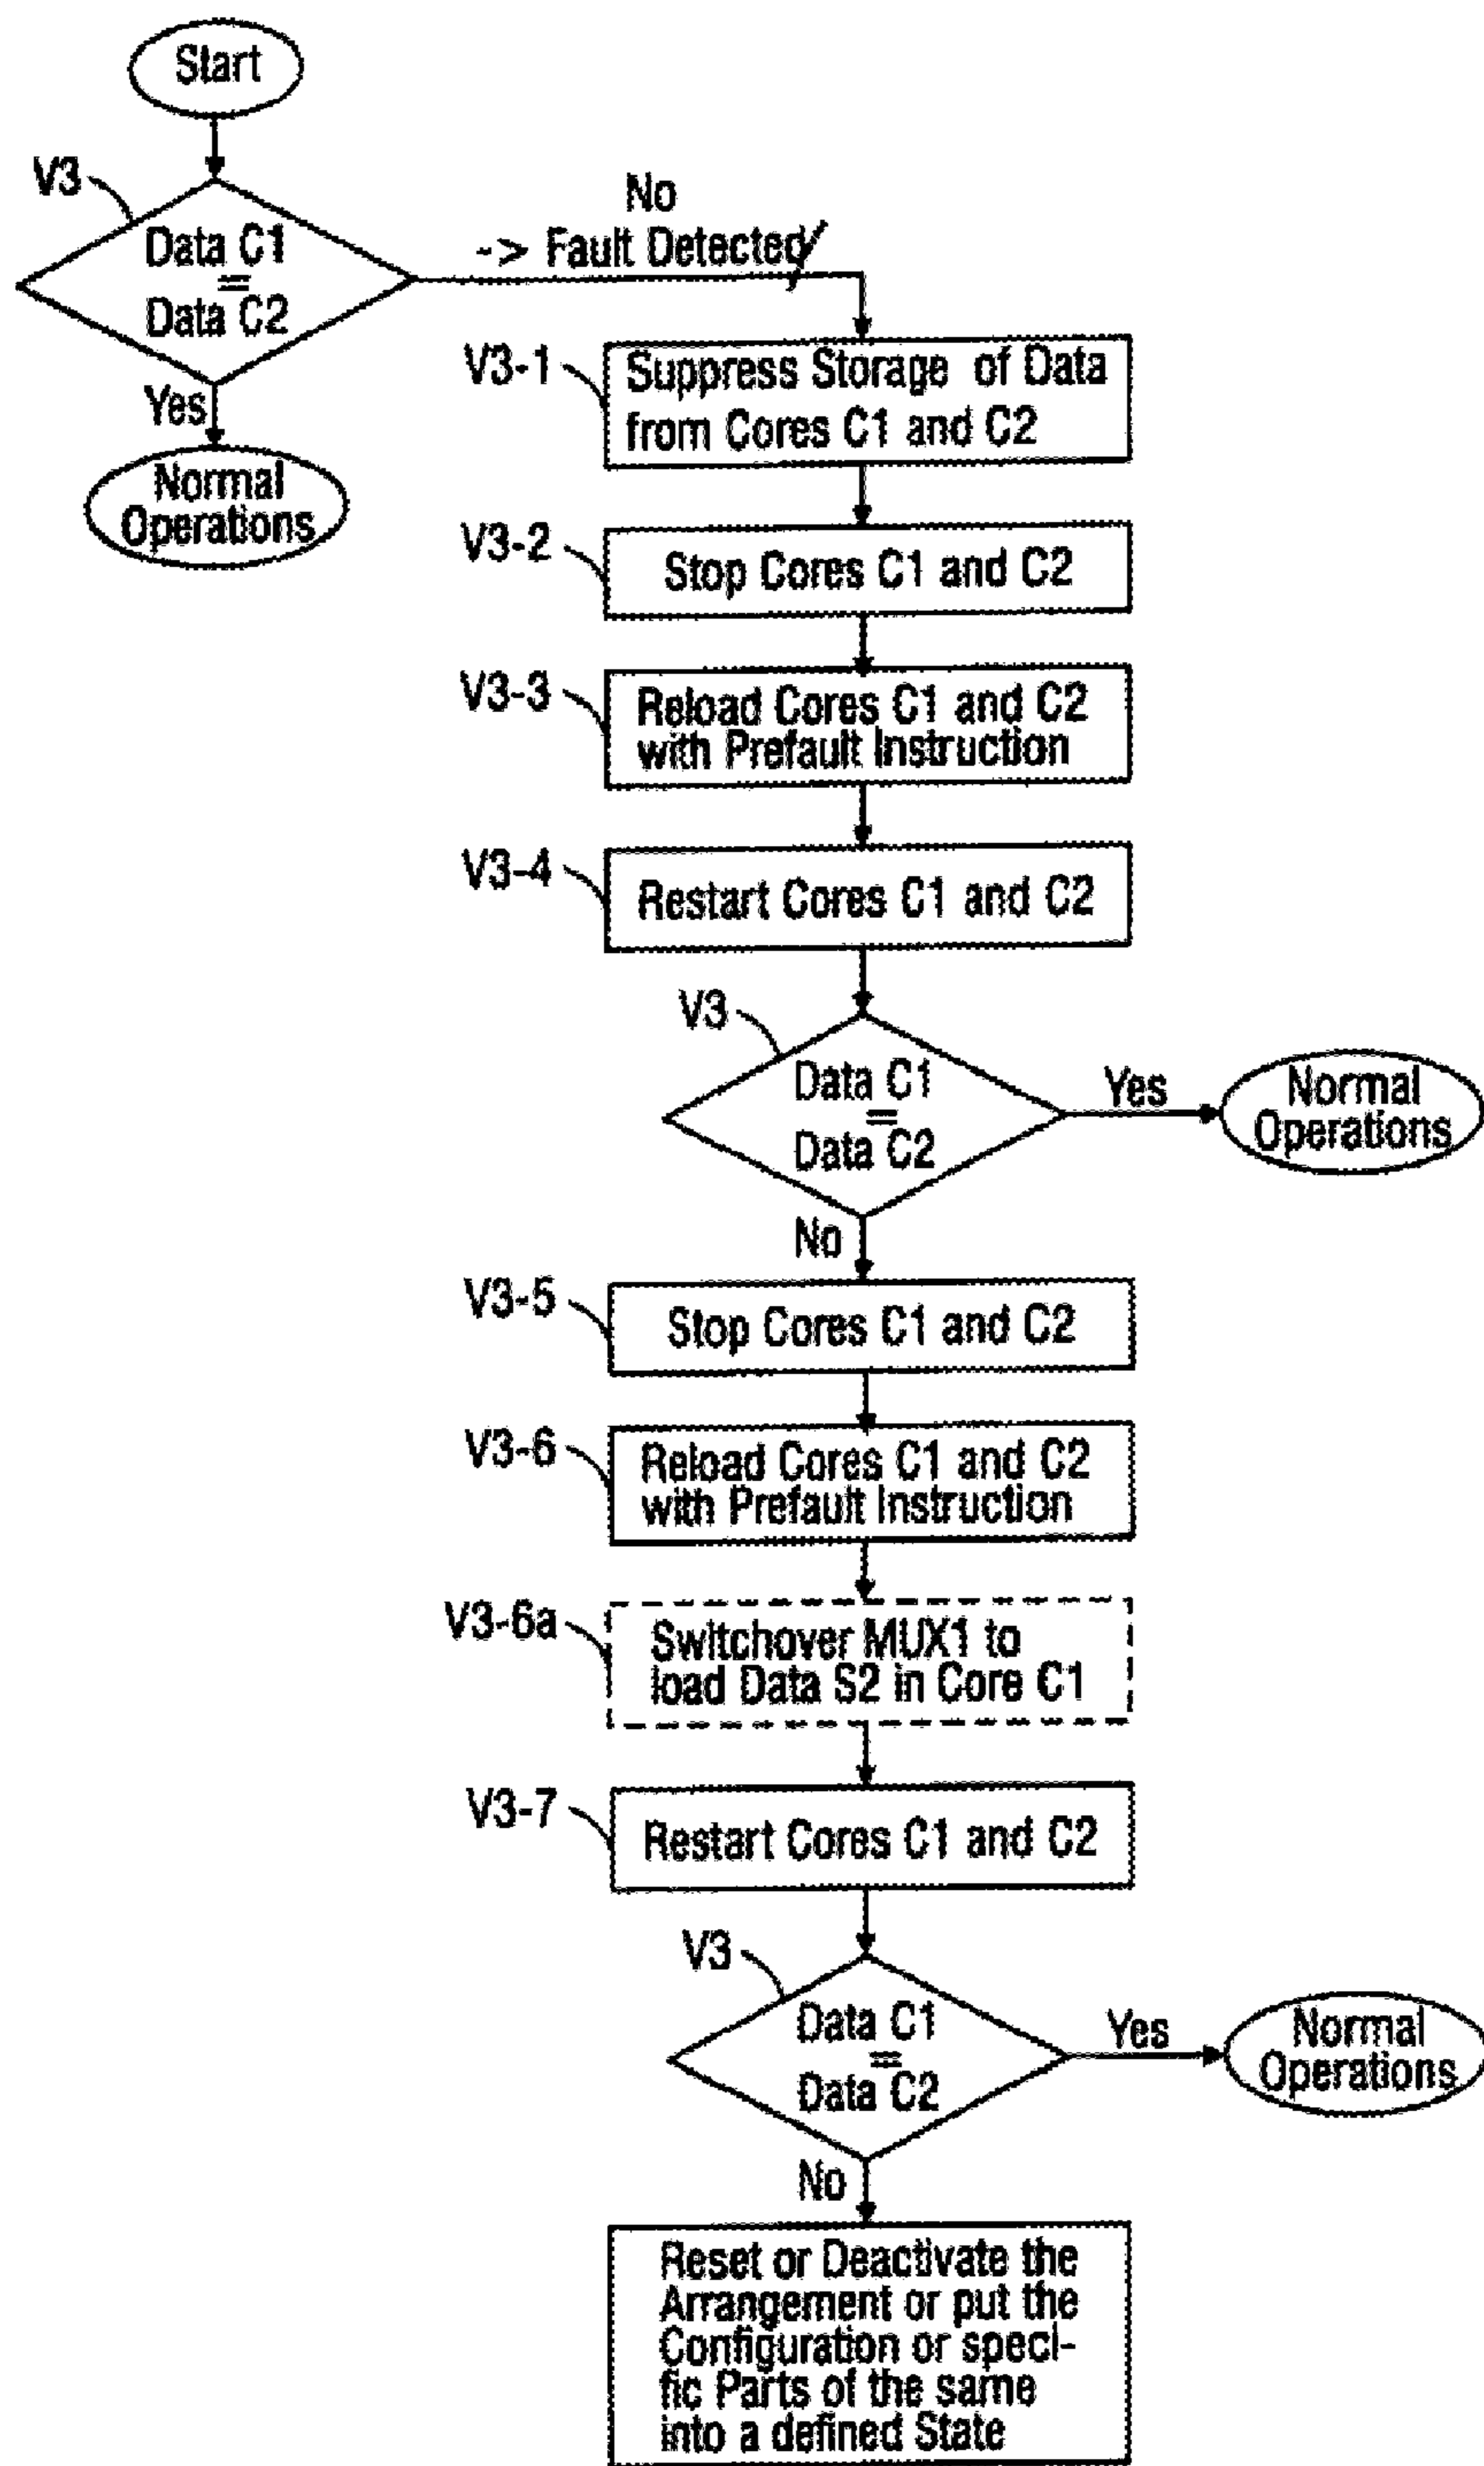 Start
V3
Data C1
=
Data C2
No
-> Fault Detected
Yes
Normal
Operations
V3-1
Suppress Storage of Data
from Cores C1 and C2
V3-2
Stop Cores C1 and C2
V3-3
Reload Cores C1 and C2
with Prefault Instruction
V3-4
Restart Cores C1 and C2
V3
Data C1
=
Data C2
Yes
Normal
Operations
No
V3-5
Stop Cores C1 and C2
V3-6
Reload Cores C1 and C2
with Prefault Instruction
V3-6a
Switchover MUX1 to
load Data S2 in Core C1
V3-7
Restart Cores C1 and C2
V3
Data C1
=
Data C2
Yes
Normal
Operations
No
Reset or Deactivate the
Arrangement or put the
Configuration or speci-
fic Parts of the same
into a defined State